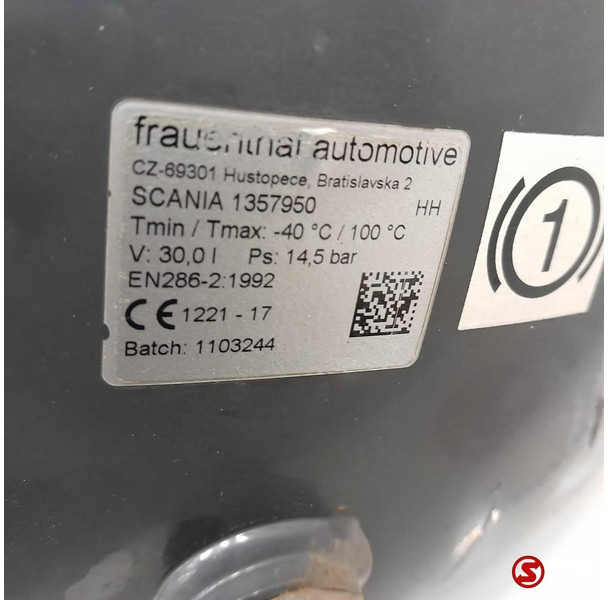 frauenthal automotive
CZ-69301 Hustopece, Bratislavska 2
SCANIA 1357950 HH
Tmin / Tmax: -40 °C / 100 °C
V: 30,0 l Ps: 14,5 bar
EN286-2:1992
CE 1221 - 17
Batch: 1103244
1
S